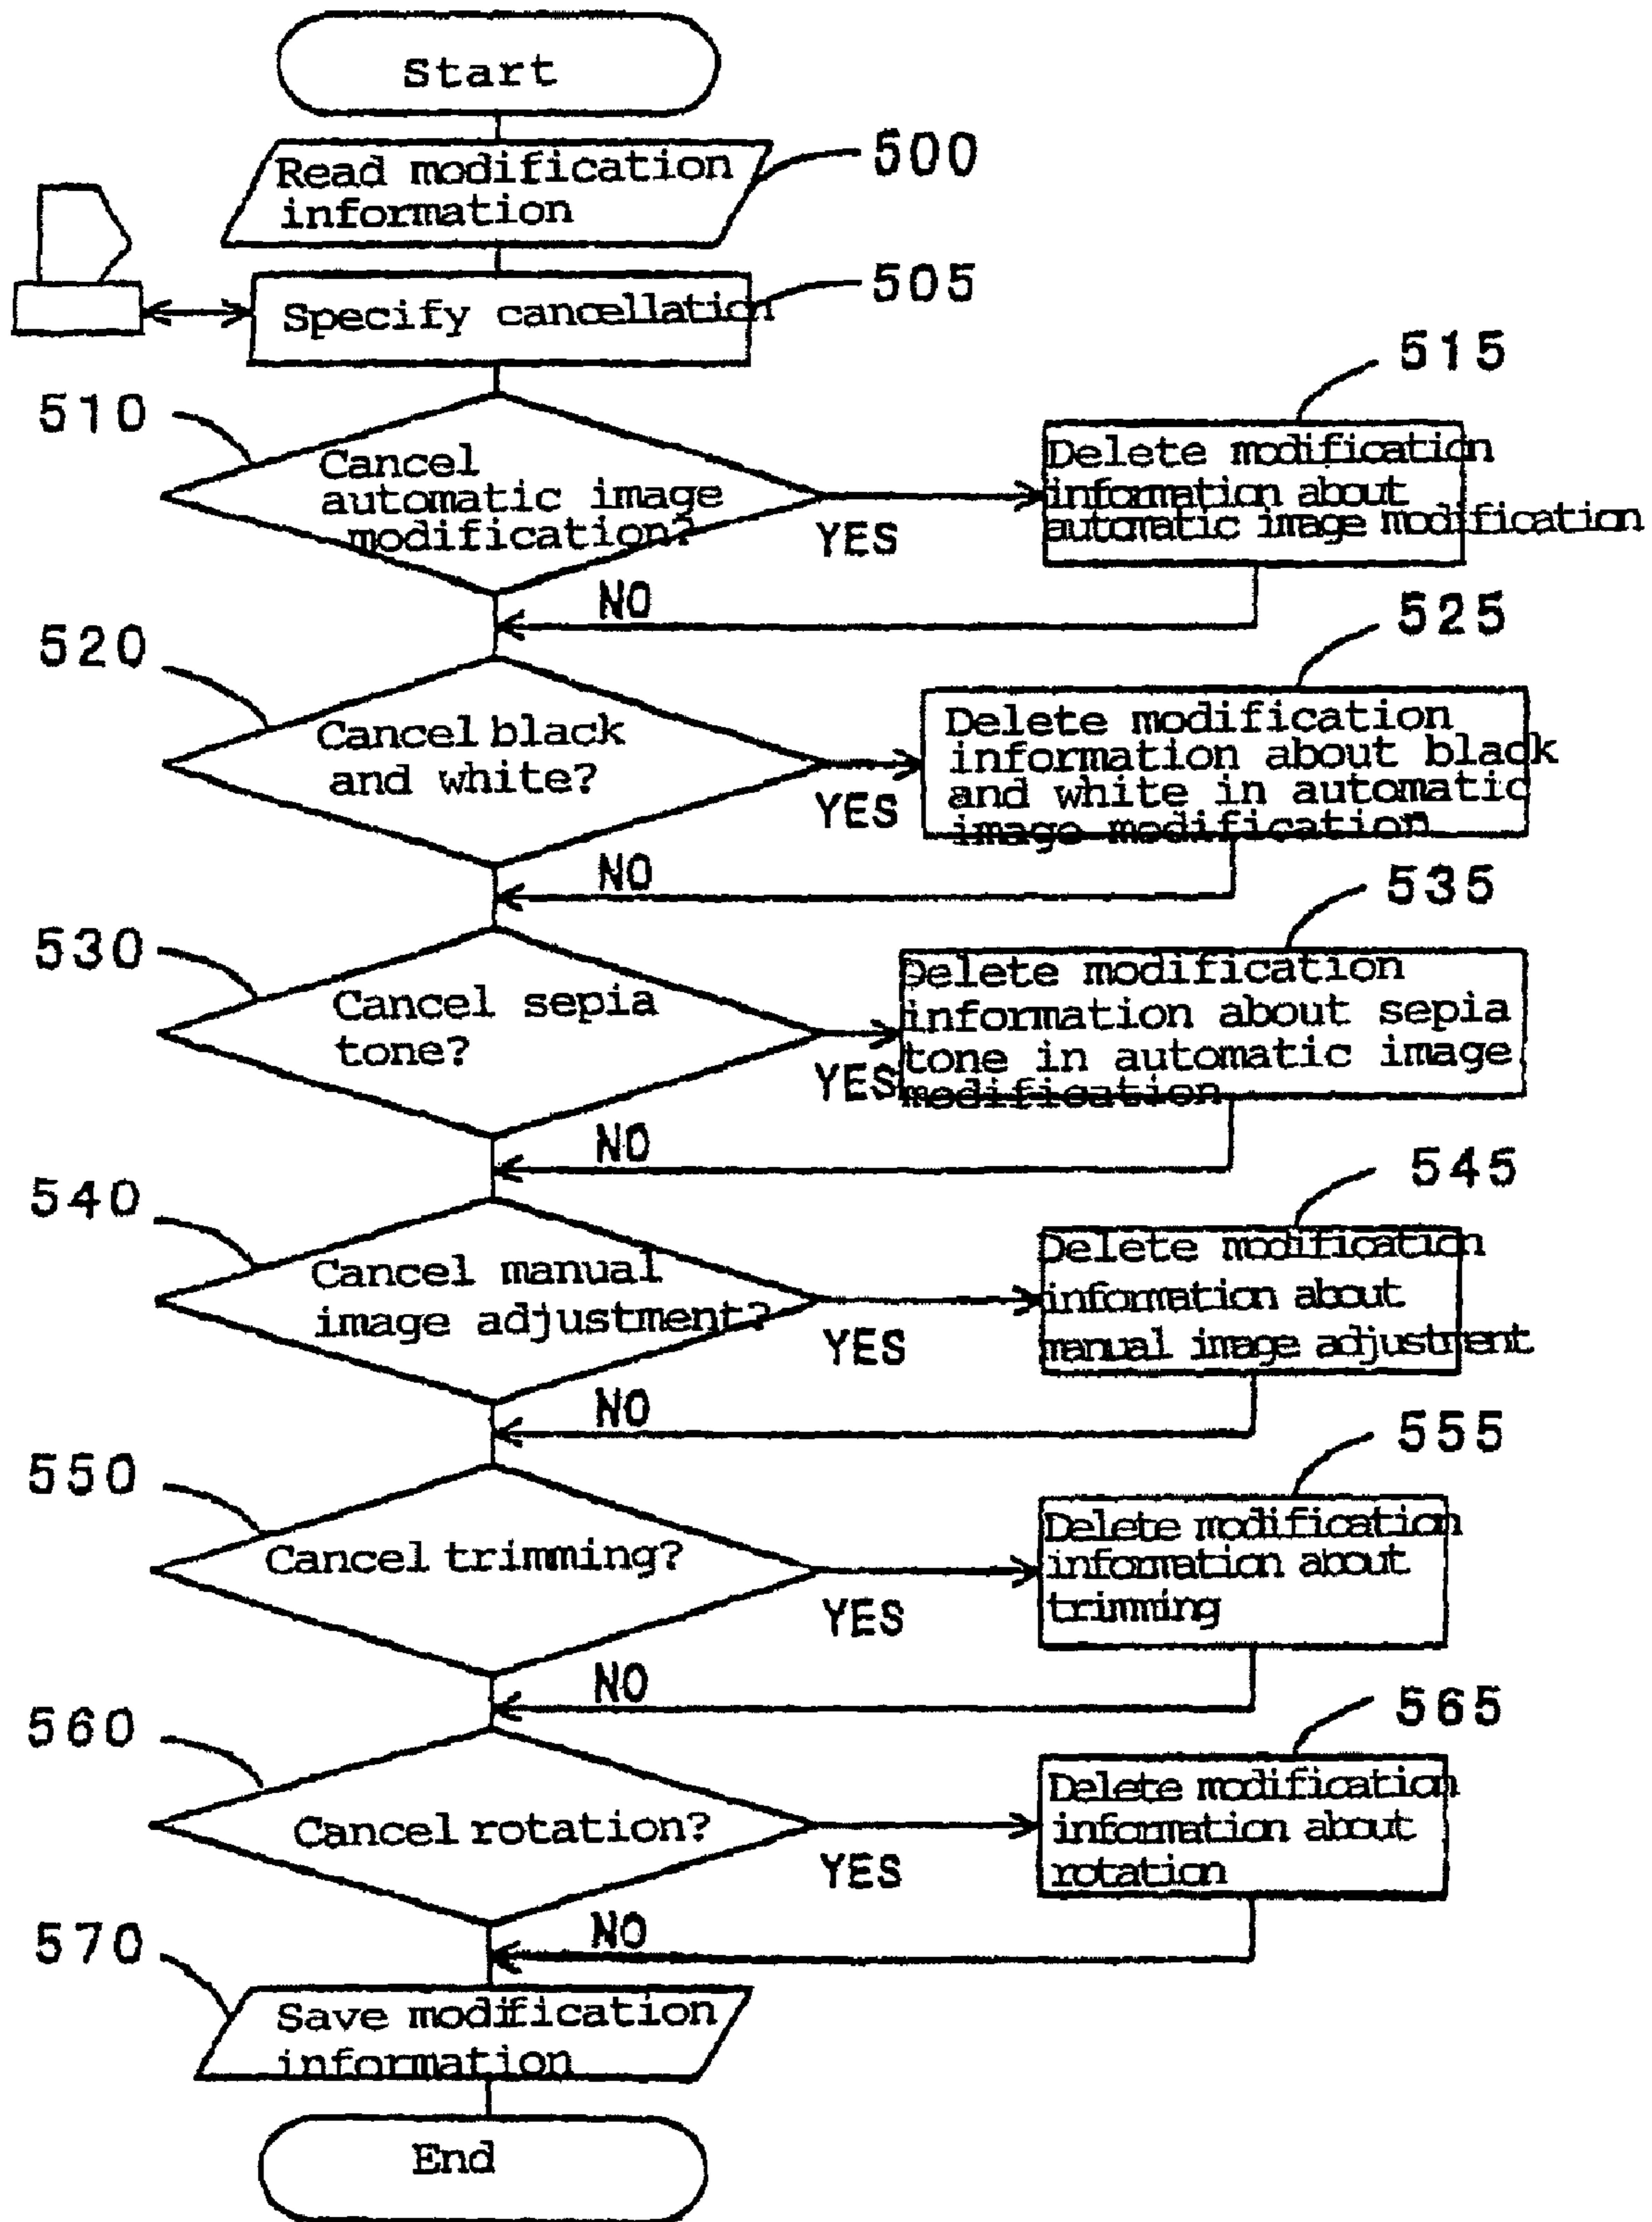 Start
Read modification
information
500
Specify cancellation
505
510
Cancel
automatic image
modification?
YES
NO
515
Delete modification
information about
automatic image modification
520
Cancel black
and white?
YES
NO
525
Delete modification
information about black
and white in automatic
image modification
530
Cancel sepia
tone?
YES
NO
535
Delete modification
information about sepia
tone in automatic image
modification
540
Cancel manual
image adjustment?
YES
NO
545
Delete modification
information about
manual image adjustment
550
Cancel trimming?
YES
NO
555
Delete modification
information about
trimming
560
Cancel rotation?
YES
NO
565
Delete modification
information about
rotation
570
Save modification
information
End